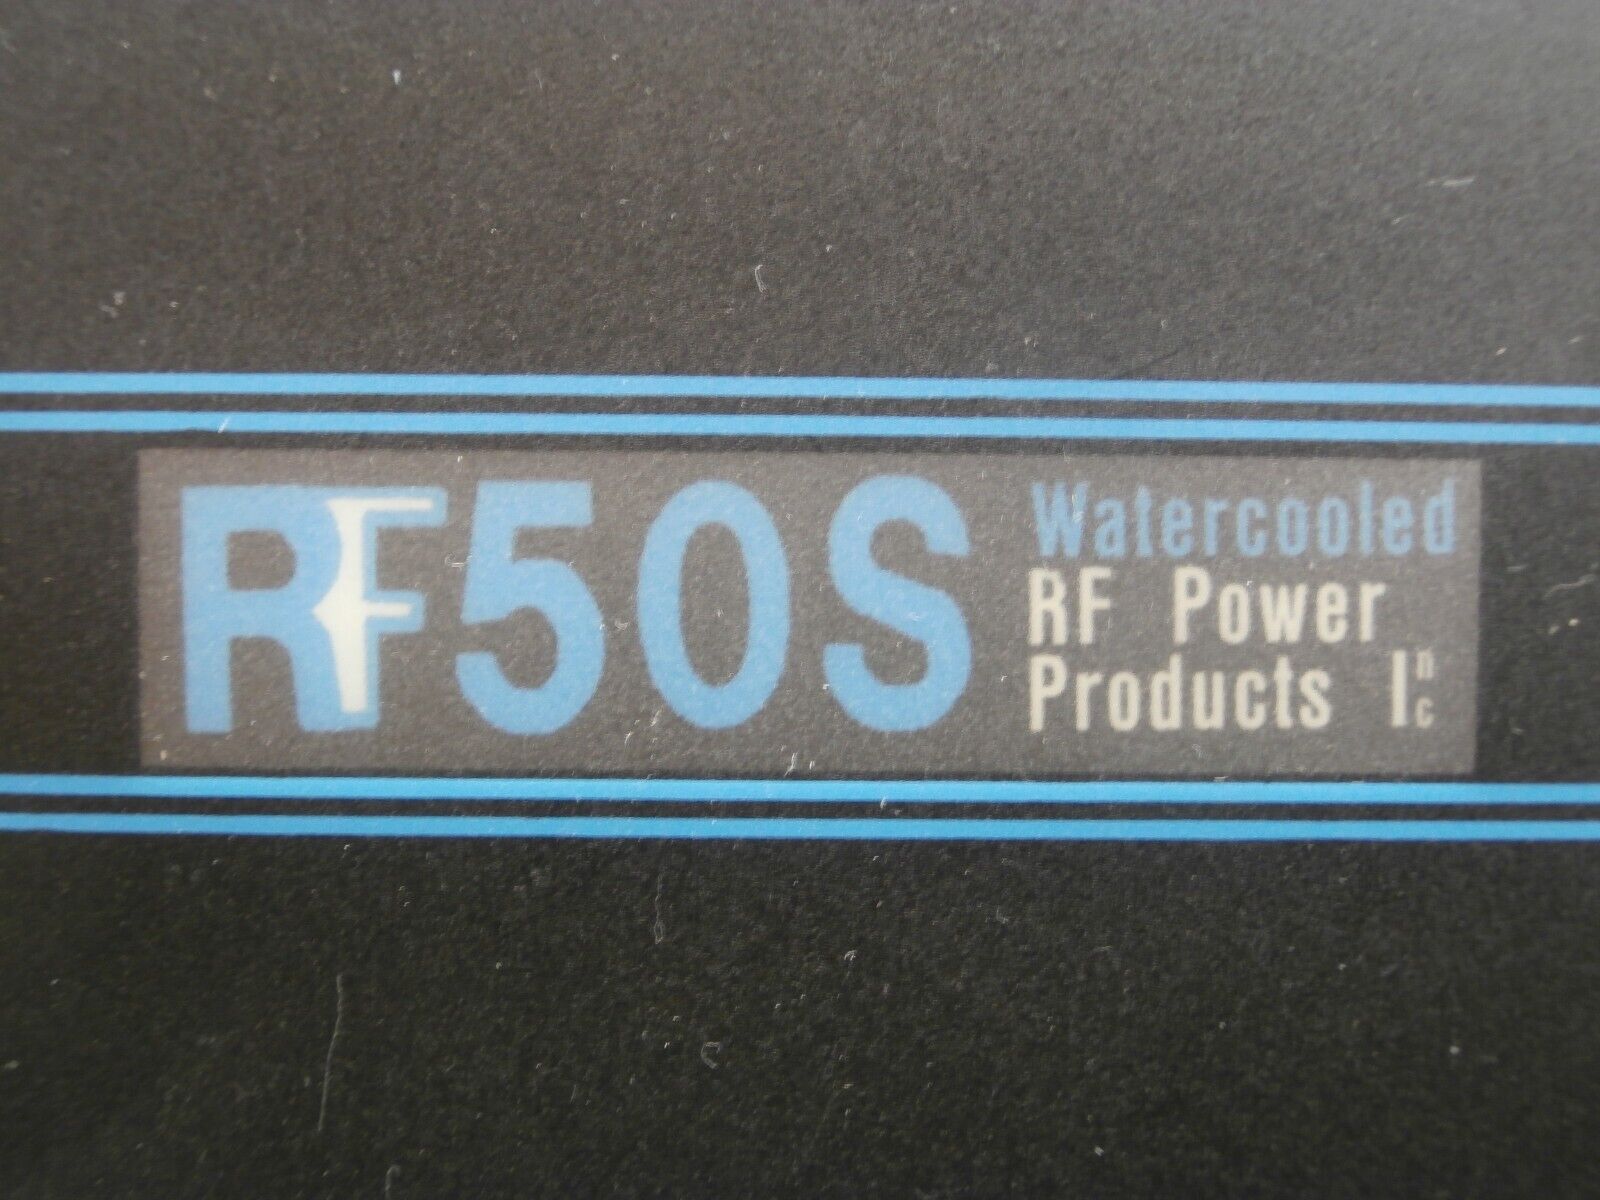 RF50S
Watercooled
RF Power
Products Inc